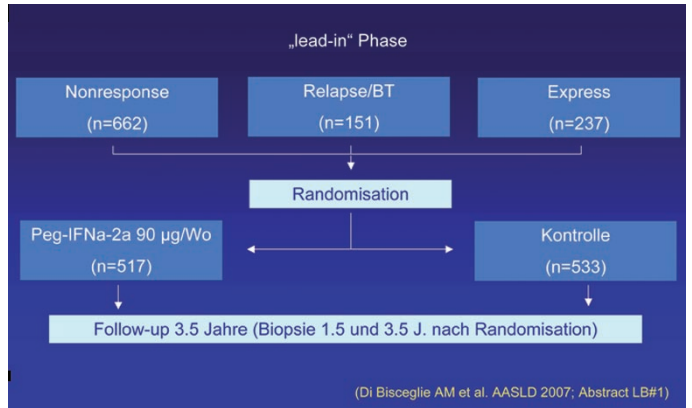 „lead-in“ Phase
Nonresponse
(n=662)
Relapse/BT
(n=151)
Express
(n=237)
Randomisation
Peg-IFNa-2a 90 µg/Wo
(n=517)
Kontrolle
(n=533)
Follow-up 3.5 Jahre (Biopsie 1.5 und 3.5 J. nach Randomisation)
(Di Bisceglie AM et al. AASLD 2007; Abstract LB#1)